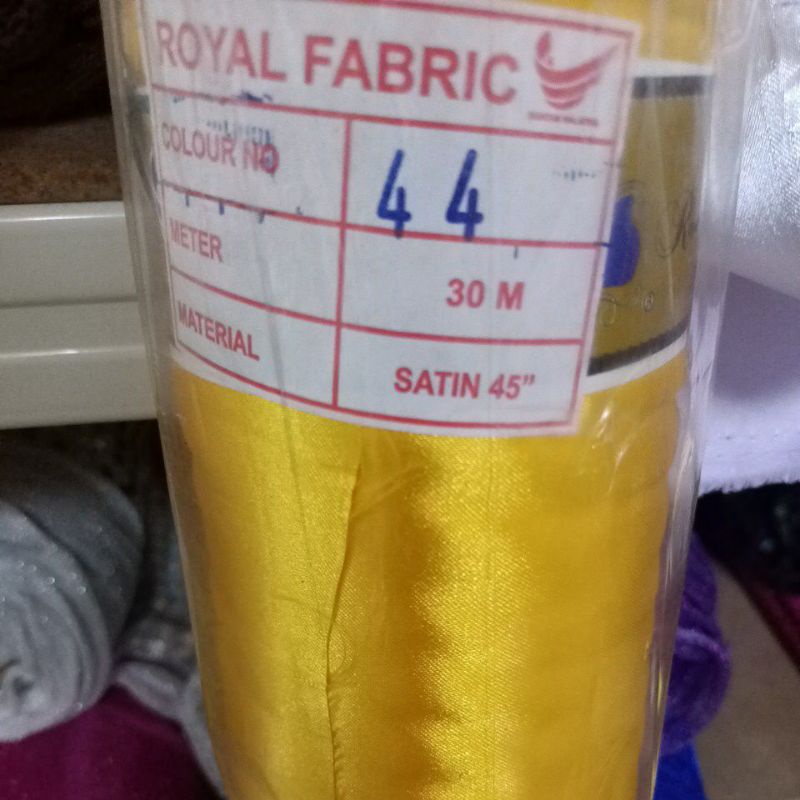 ROYAL FABRIC
COLOUR NO
44
METER
30 M
MATERIAL
SATIN 45”